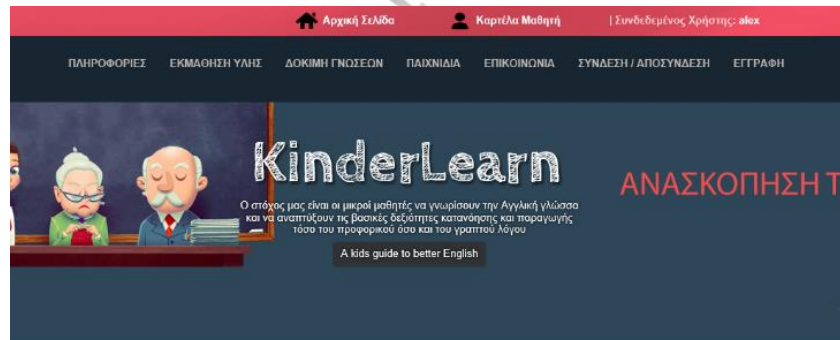 Αρχική Σελίδα Καρτέλα Μαθητή | Συνδεδεμένος Χρήστης: alex
ΠΛΗΡΟΦΟΡΙΕΣ ΕΚΜΑΘΗΣΗ ΥΛΗΣ ΔΟΚΙΜΗ ΓΝΩΣΕΩΝ ΠΑΙΧΝΙΔΙΑ ΕΠΙΚΟΙΝΩΝΙΑ ΣΥΝΔΕΣΗ / ΑΠΟΣΥΝΔΕΣΗ ΕΓΓΡΑΦΗ
KinderLearn
Ο στόχος μας είναι οι μικροί μαθητές να γνωρίσουν την Αγγλική γλώσσα
και να αναπτύξουν τις βασικές δεξιότητες κατανόησης και παραγωγής
τόσο του προφορικού όσο και του γραπτού λόγου
A kids guide to better English
ΑΝΑΣΚΟΠΗΣΗ Τ